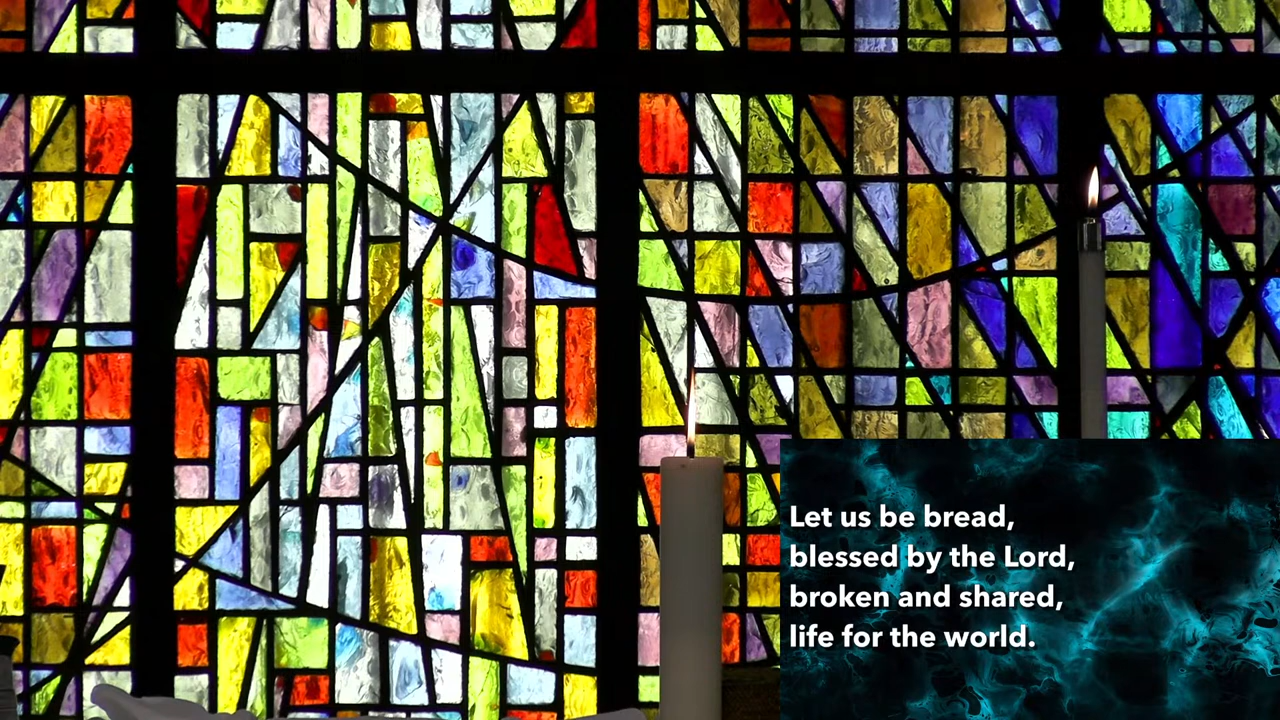 Let us be bread,
blessed by the Lord,
broken and shared,
life for the world.